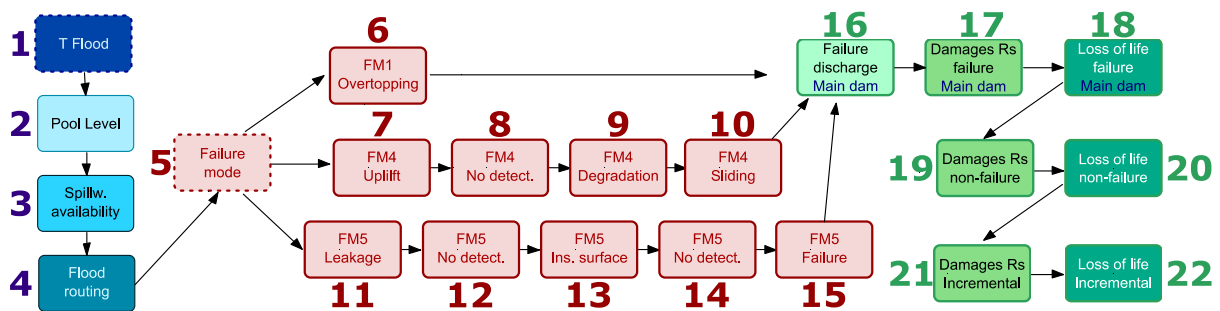 1
T Flood
2
Pool Level
3
Spillw.
availability
4
Flood
routing
5
Failure
mode
6
FM1
Overtopping
7
FM4
Uplilft
8
FM4
No detect.
9
FM4
Degradation
10
FM4
Sliding
11
FM5
Leakage
12
FM5
No detect.
13
FM5
Ins. surface
14
FM5
No detect.
15
FM5
Failure
16
Failure
discharge
Main dam
17
Damages Rs
failure
Main dam
18
Loss of life
failure
Main dam
19
Damages Rs
non-failure
20
Loss of life
non-failure
21
Damages Rs
Incremental
22
Loss of life
Incremental